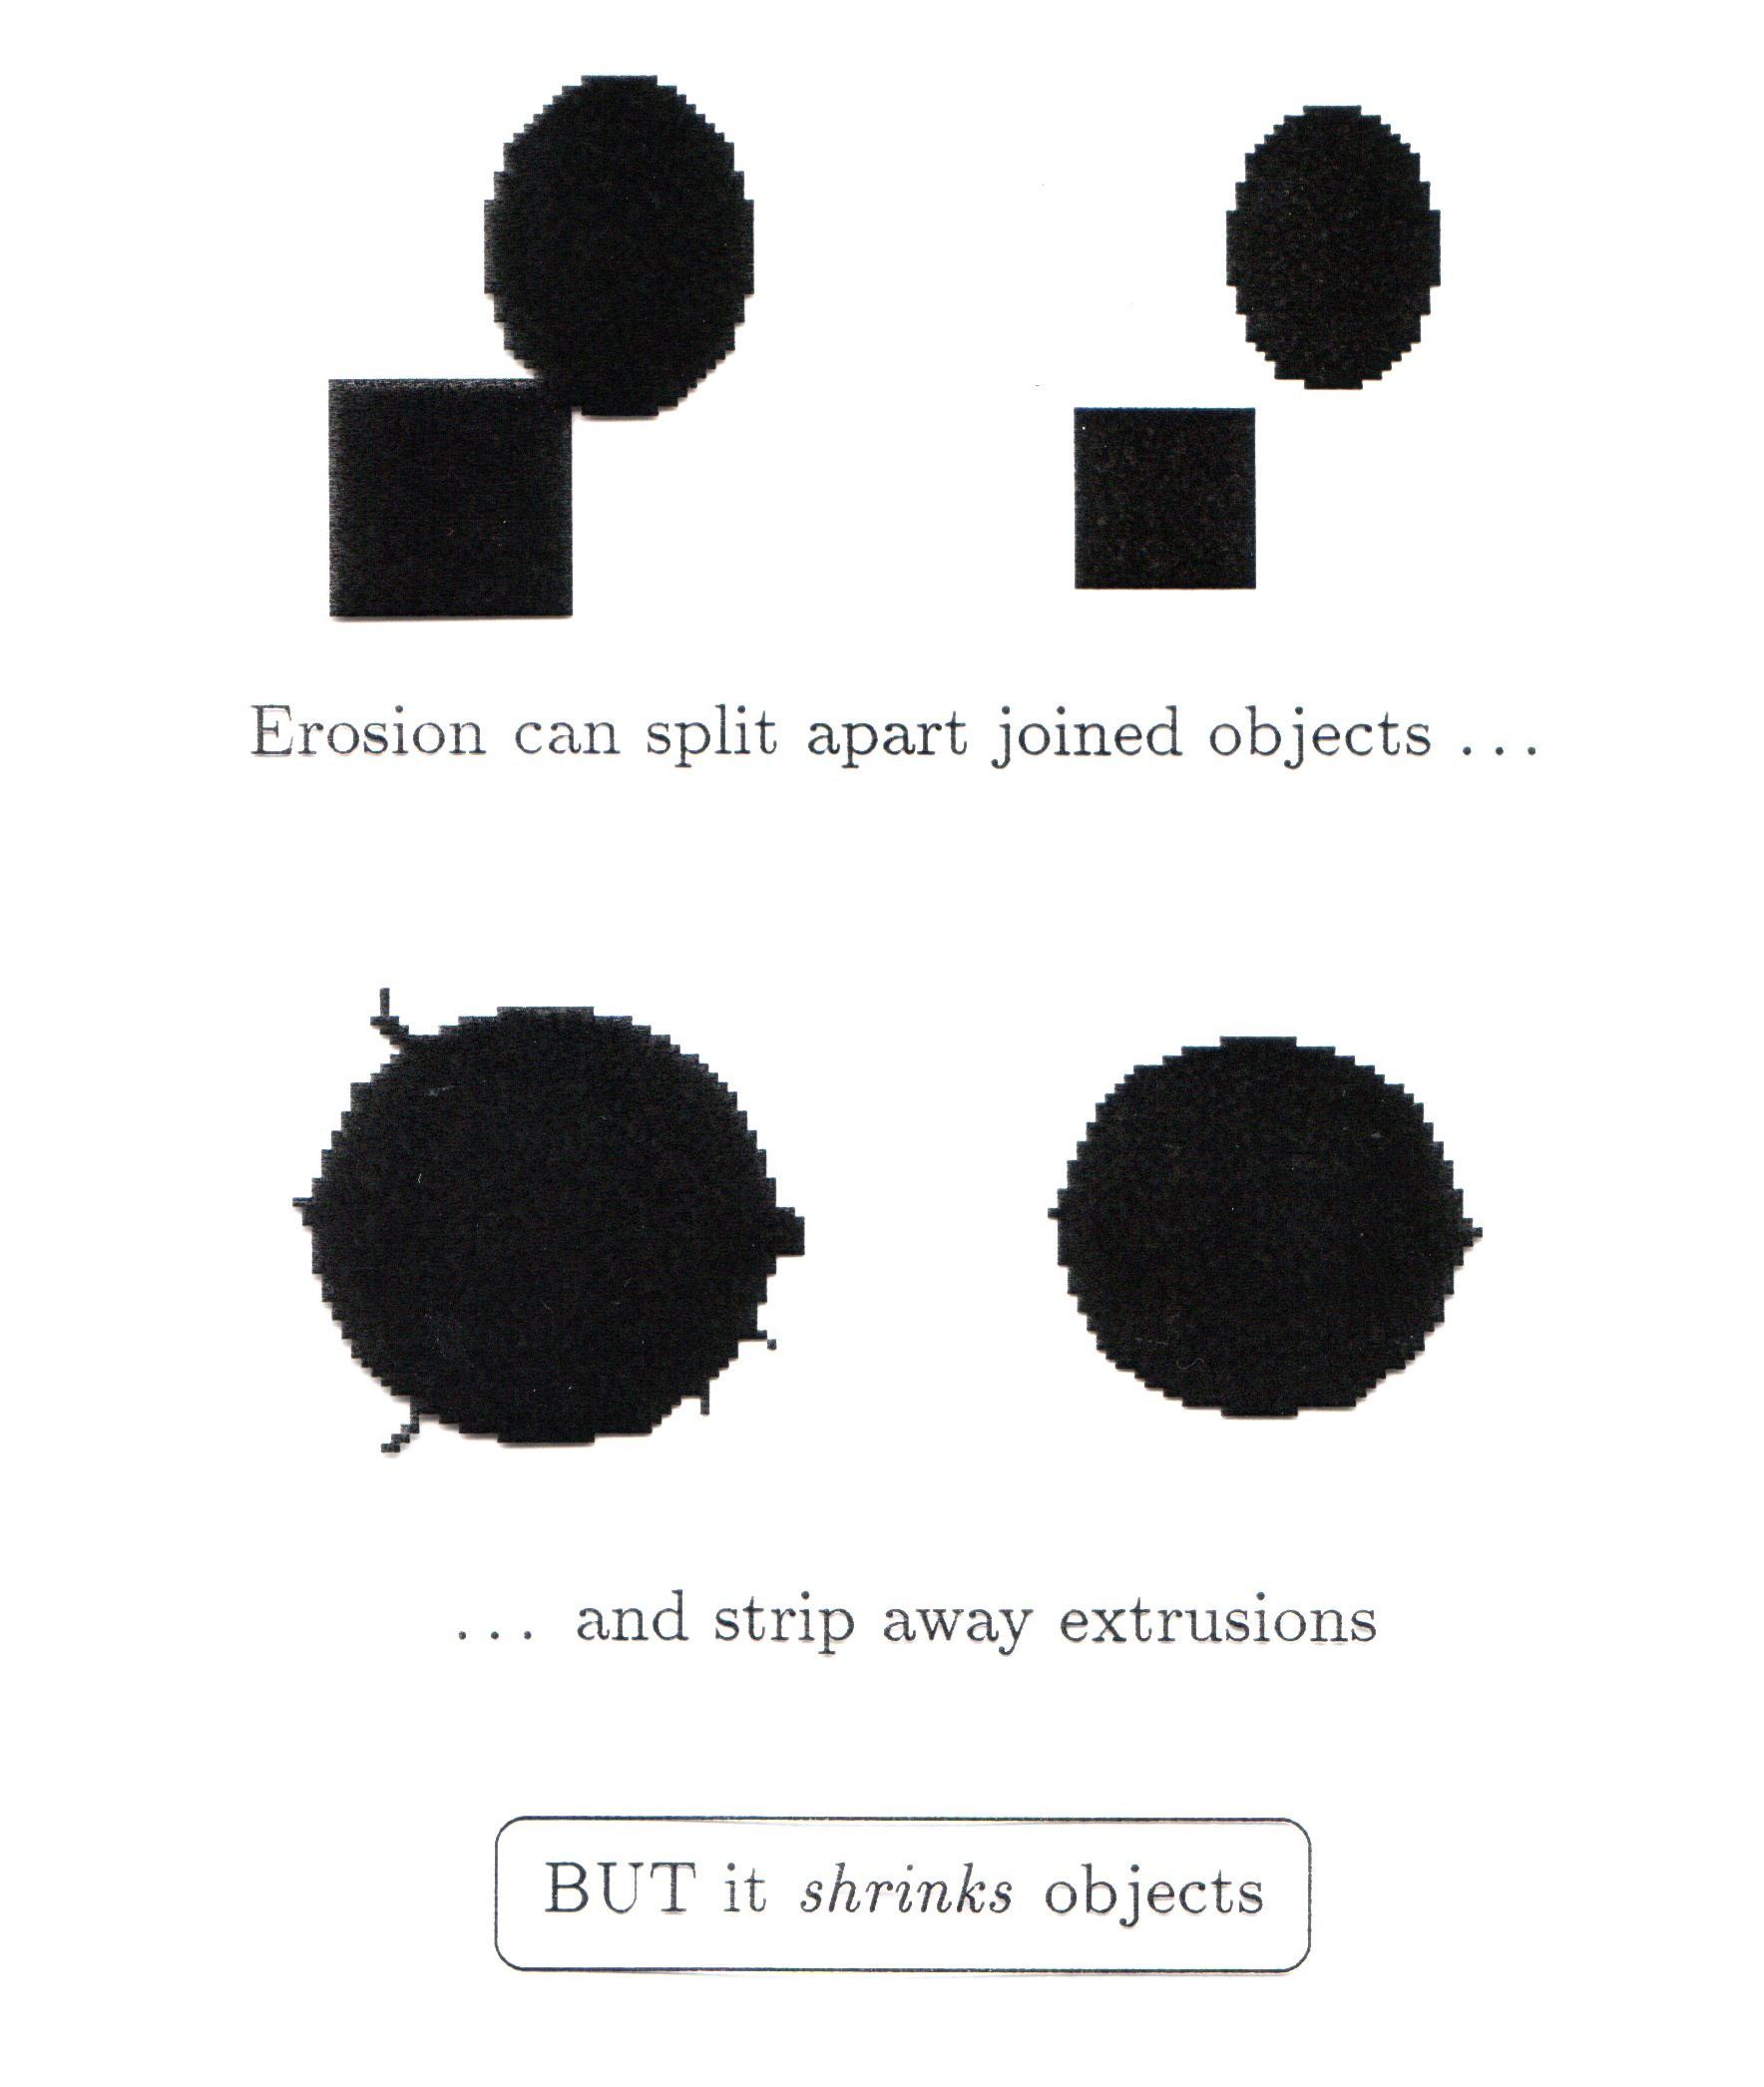 Erosion can split apart joined objects ...
... and strip away extrusions
BUT it shrinks objects